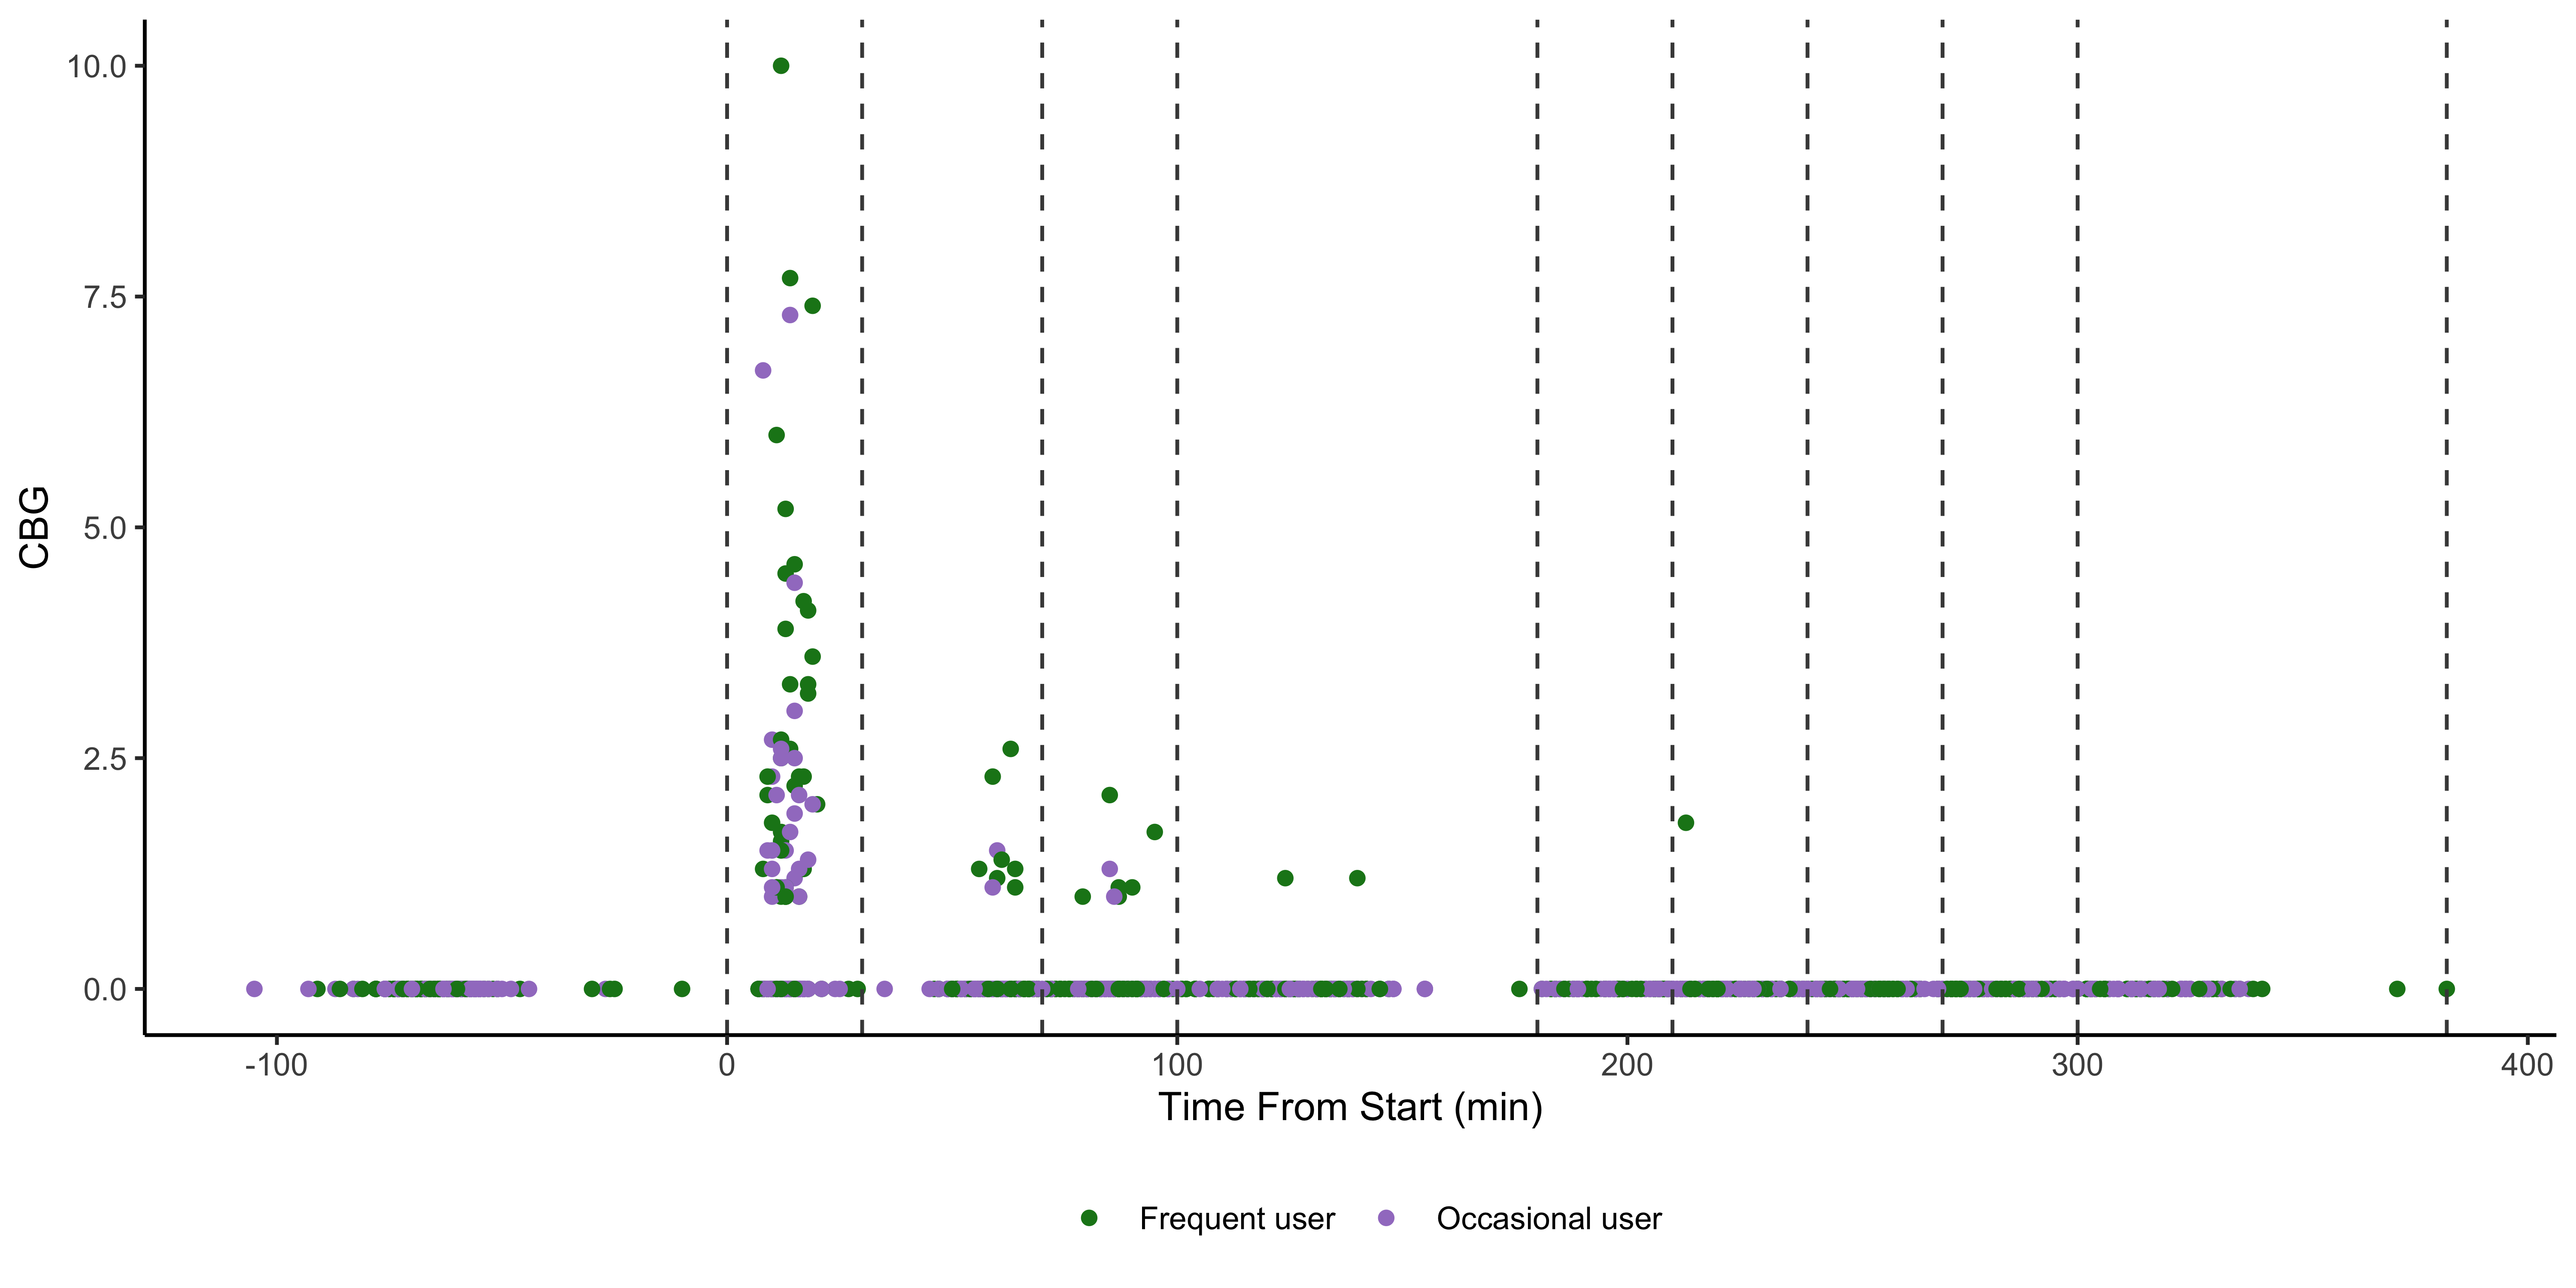 10.0
7.5
5.0
2.5
0.0
CBG
-100 0 100 200 300 400
Time From Start (min)
Frequent user Occasional user